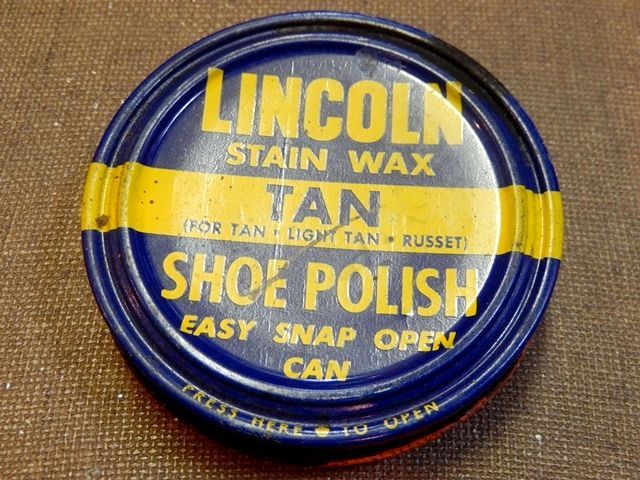 LINCOLN
STAIN WAX
TAN
(FOR TAN • LIGHT TAN • RUSSET)
SHOE POLISH
EASY SNAP OPEN
CAN
PRESS HERE ● TO OPEN